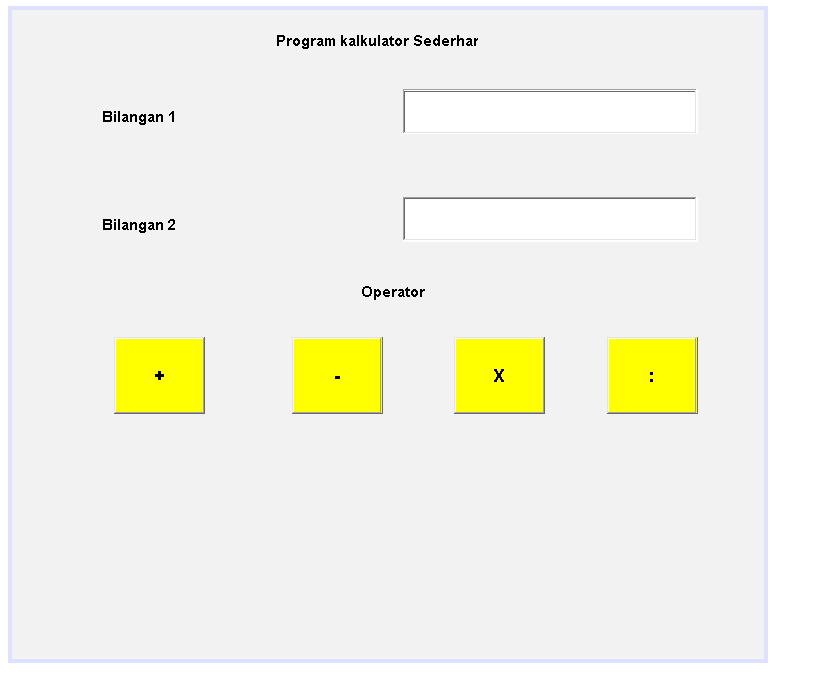 Program kalkulator Sederhar
Bilangan 1
Bilangan 2
Operator
+ - X :